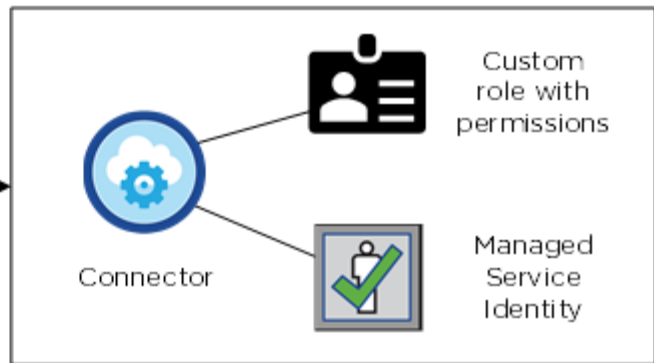 Custom
role with
permissions
Connector
Managed
Service
Identity